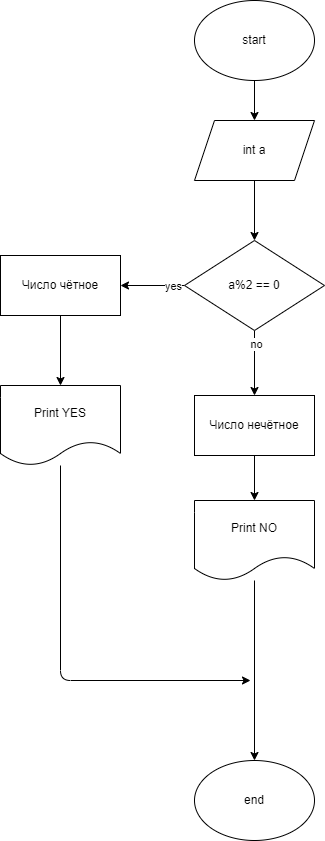 start
int a
a%2 == 0
yes
Число чётное
Print YES
no
Число нечётное
Print NO
end